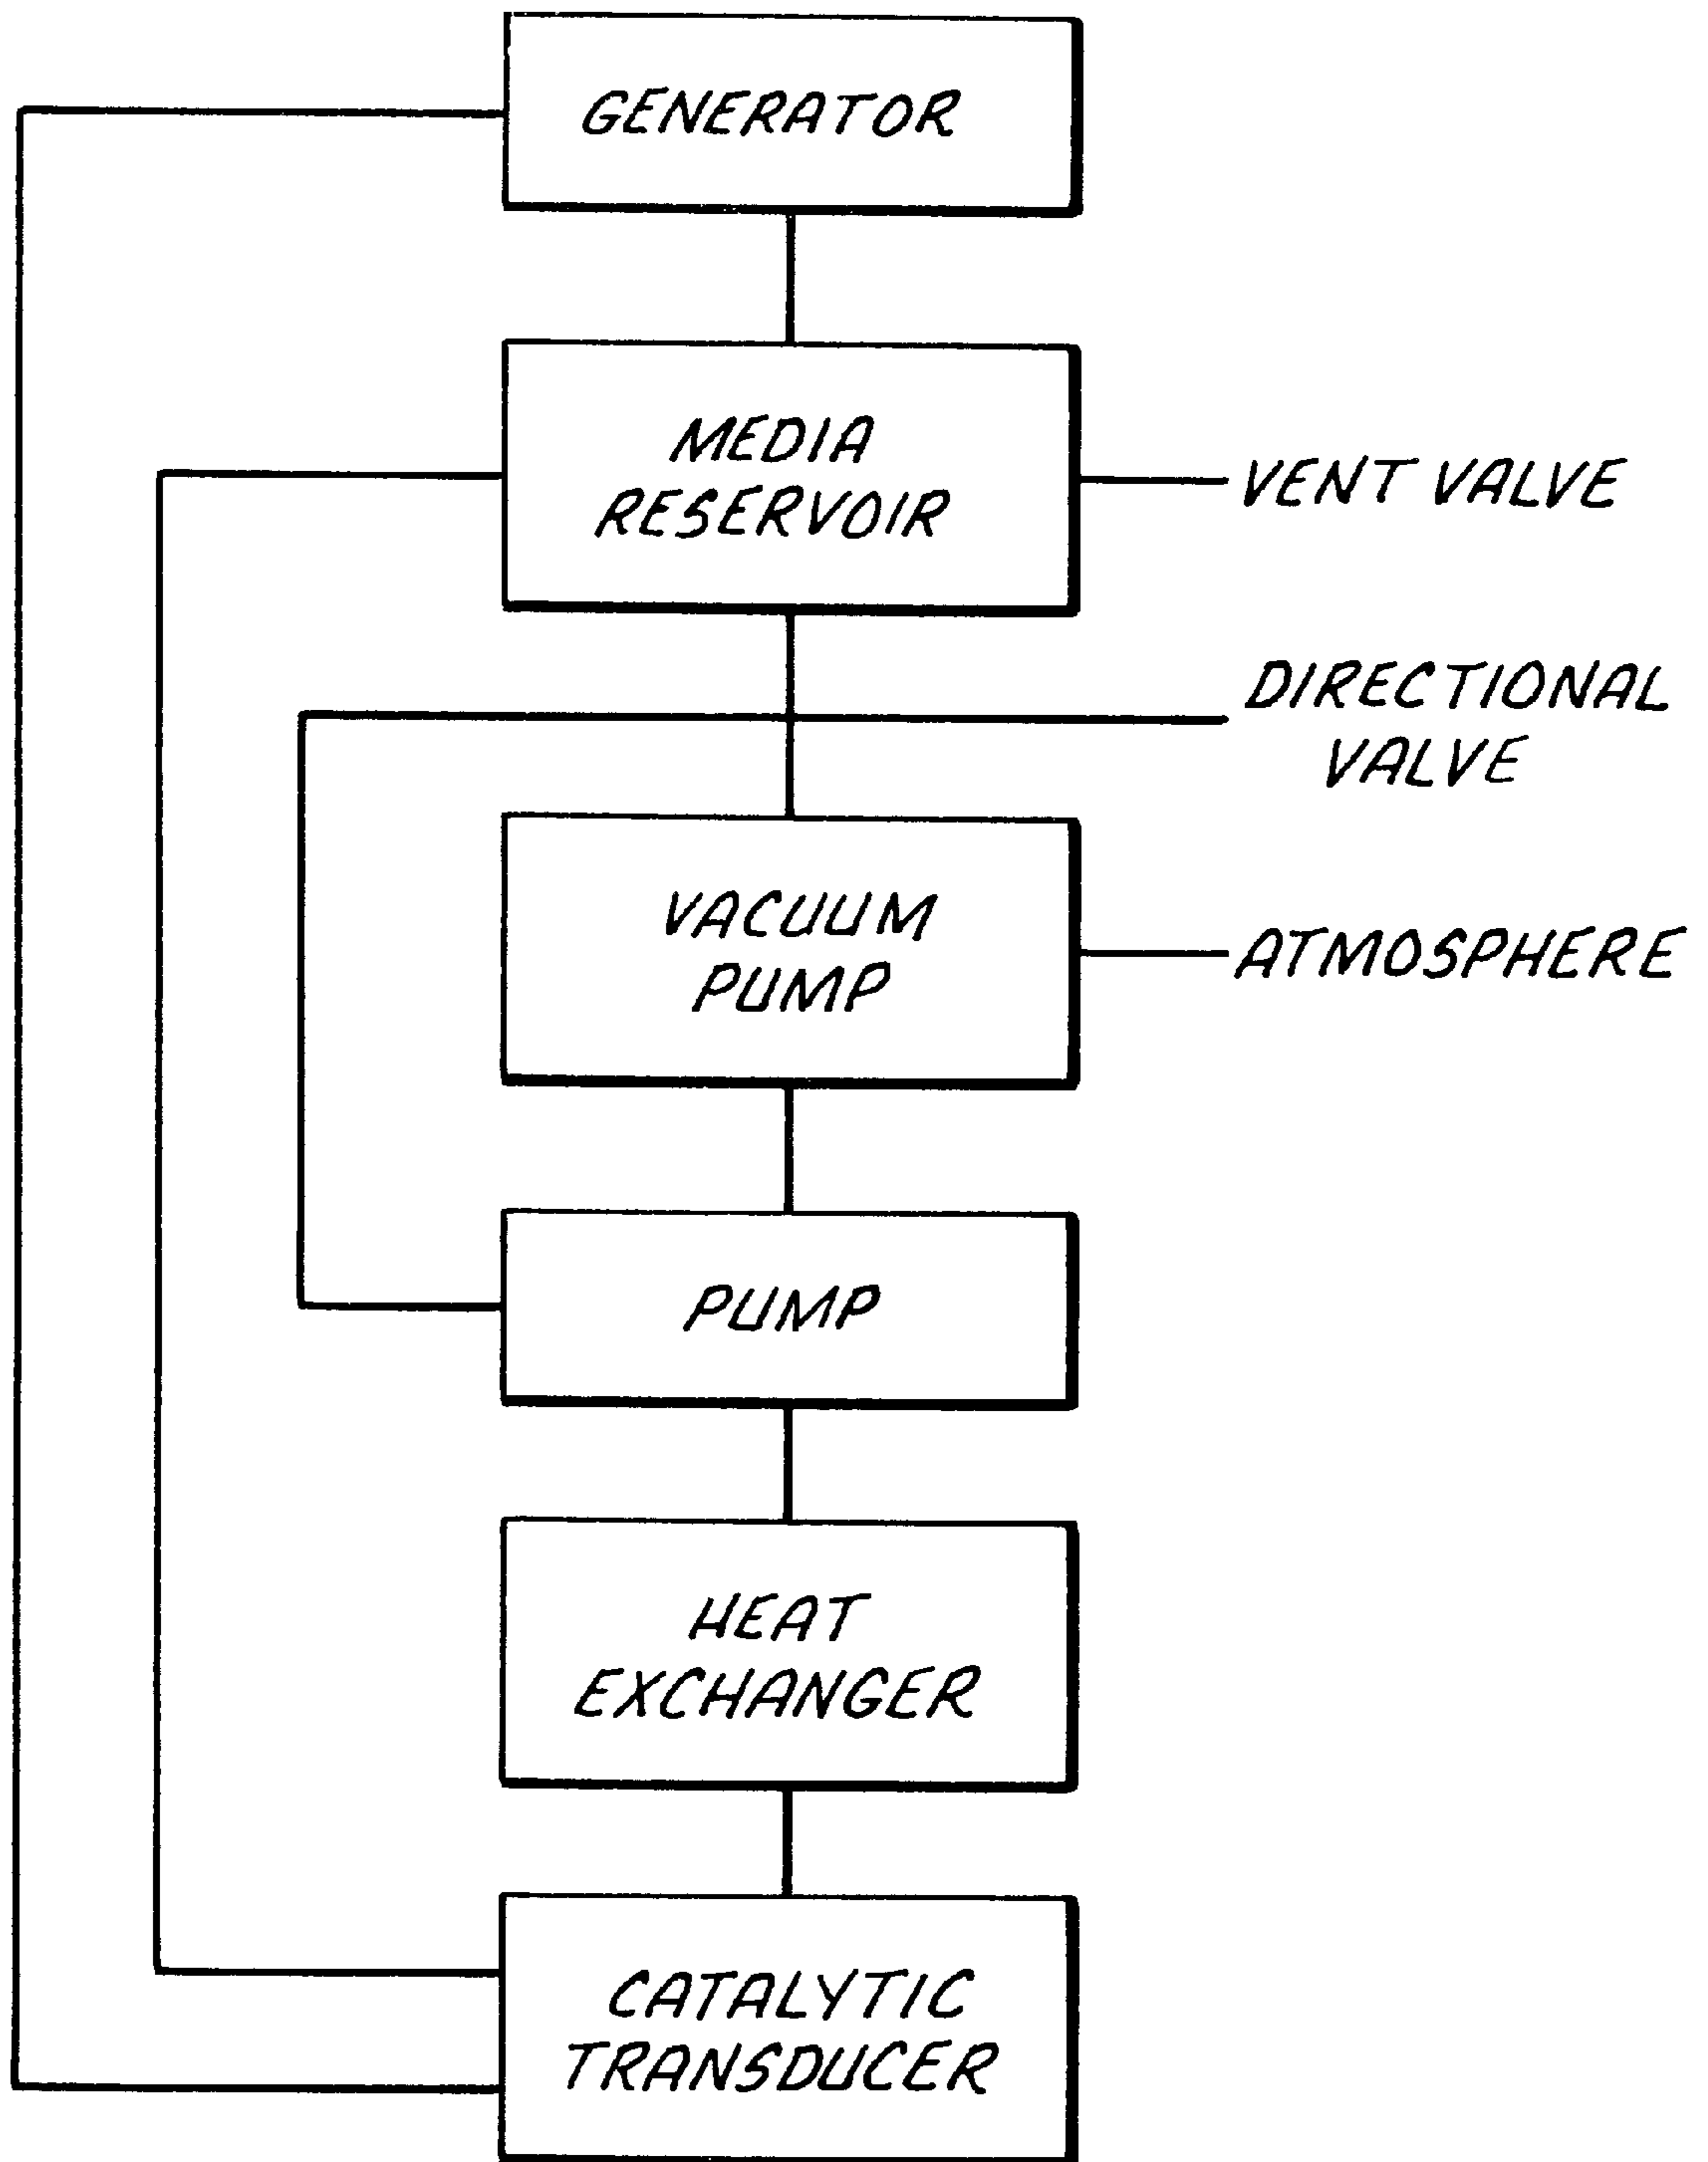 GENERATOR
MEDIA
RESERVOIR
VENT VALVE
DIRECTIONAL
VALVE
VACUUM
PUMP
ATMOSPHERE
PUMP
HEAT
EXCHANGER
CATALYTIC
TRANSDUCER